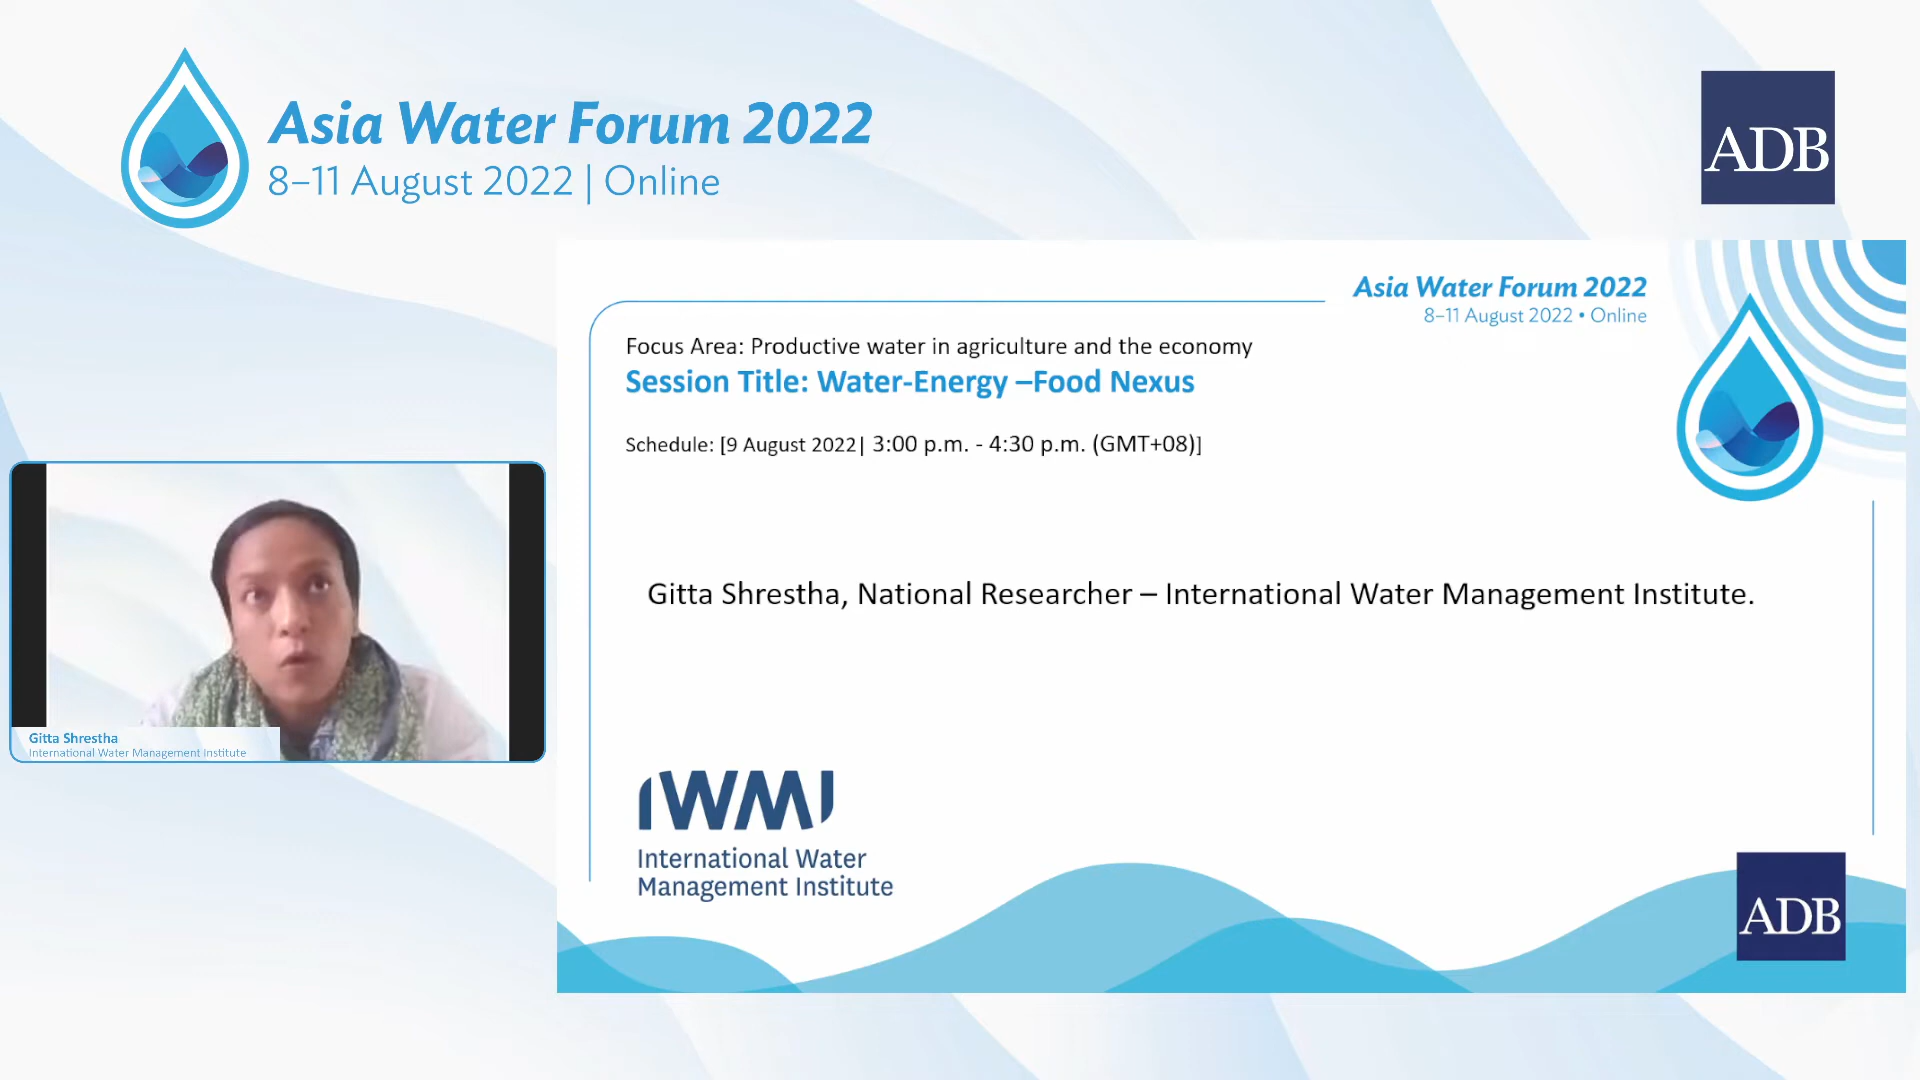 Asia Water Forum 2022
8–11 August 2022 | Online
ADB
Asia Water Forum 2022
8–11 August 2022 • Online
Focus Area: Productive water in agriculture and the economy
Session Title: Water-Energy –Food Nexus
Schedule: [9 August 2022| 3:00 p.m. - 4:30 p.m. (GMT+08)]
Gitta Shrestha, National Researcher – International Water Management Institute.
Gitta Shrestha
International Water Management Institute
IWMI
International Water
Management Institute
ADB